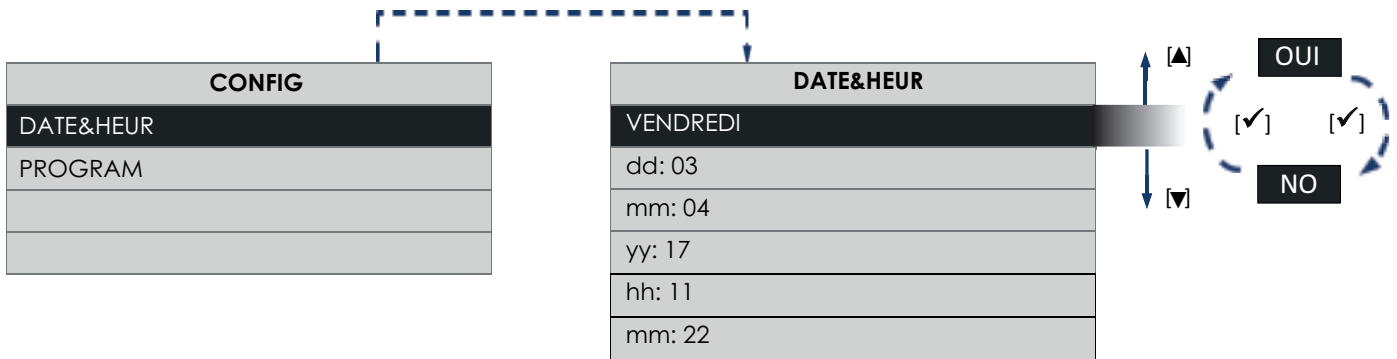 CONFIG
DATE&HEUR
PROGRAM
DATE&HEUR
VENDREDI
dd: 03
mm: 04
yy: 17
hh: 11
mm: 22
[▲]
[▼]
OUI
[✓] [✓]
NO